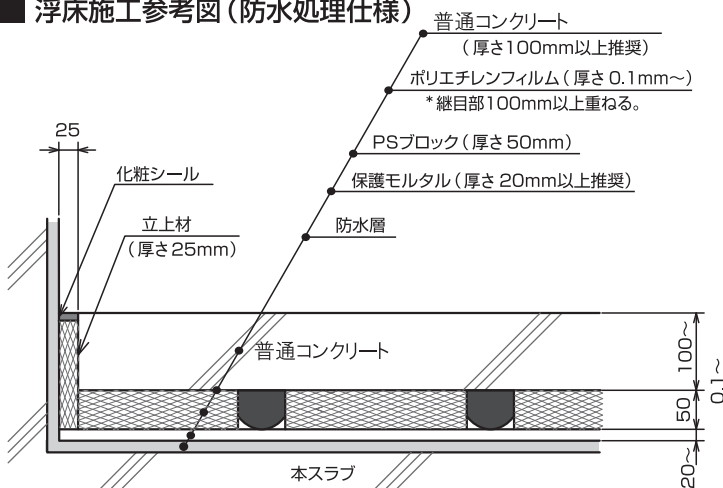 ■ 浮床施工参考図（防水処理仕様）
普通コンクリート
（厚さ100mm以上推奨）
ポリエチレンフィルム（厚さ0.1mm～）
*継目部100mm以上重ねる。
25
PSブロック（厚さ50mm）
化粧シール
保護モルタル（厚さ20mm以上推奨）
立上材
（厚さ25mm）
防水層
普通コンクリート
100～
0.1～
50
20～
本スラブ